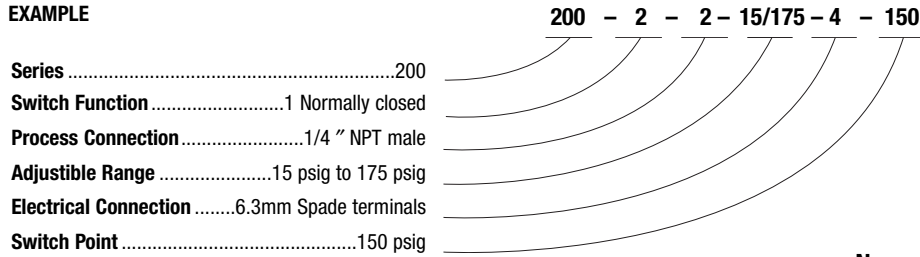 EXAMPLE
200 – 2 – 2 – 15/175 – 4 – 150
Series .................................................................200
Switch Function...........................1 Normally closed
Process Connection.........................1/4 ″ NPT male
Adjustible Range .......................15 psig to 175 psig
Electrical Connection ........6.3mm Spade terminals
Switch Point ...............................................150 psig